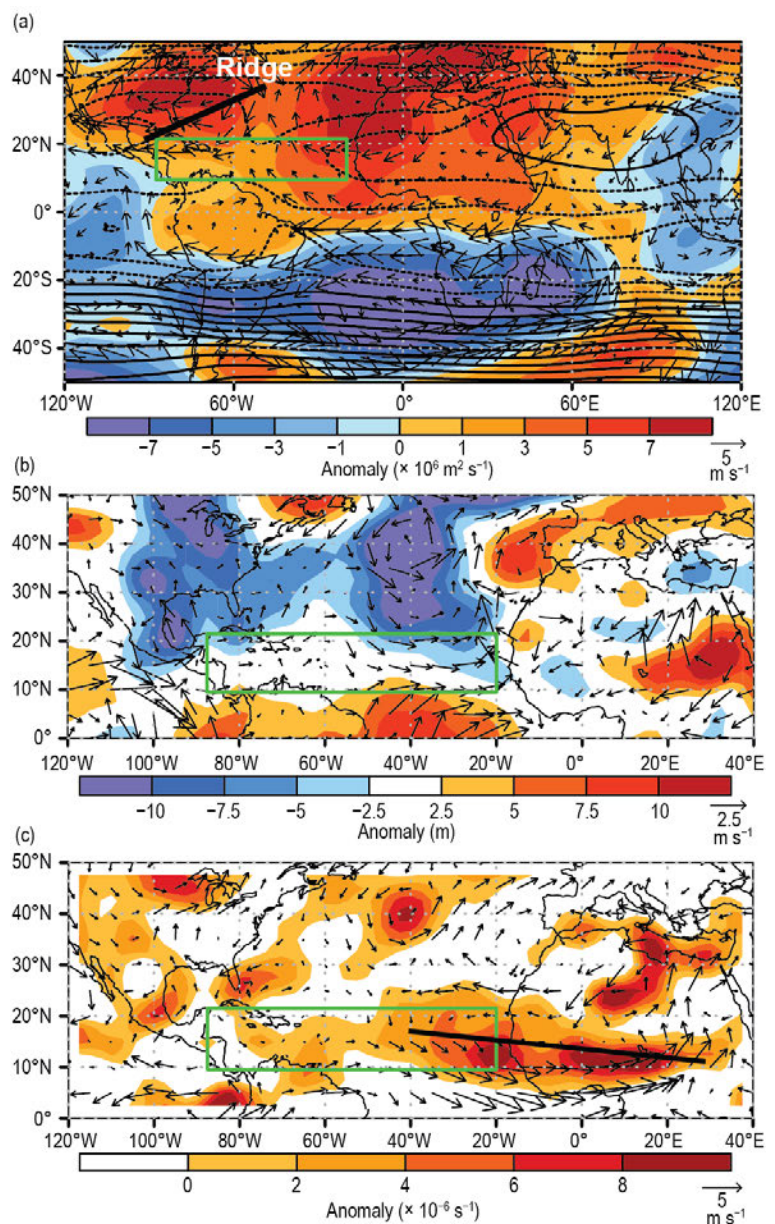 (a)
Ridge
40°N
20°N
0°
20°S
40°S
120°W 60°W 0° 60°E 120°E
−7 −5 −3 −1 0 1 3 5 7
Anomaly (× 10⁶ m² s⁻¹)
5
m s⁻¹
(b)
50°N
40°N
30°N
20°N
10°N
0°
120°W 100°W 80°W 60°W 40°W 20°W 0° 20°E 40°E
−10 −7.5 −5 −2.5 2.5 5 7.5 10
Anomaly (m)
2.5
m s⁻¹
(c)
50°N
40°N
30°N
20°N
10°N
0°
120°W 100°W 80°W 60°W 40°W 20°W 0° 20°E 40°E
0 2 4 6 8
Anomaly (× 10⁻⁶ s⁻¹)
5
m s⁻¹